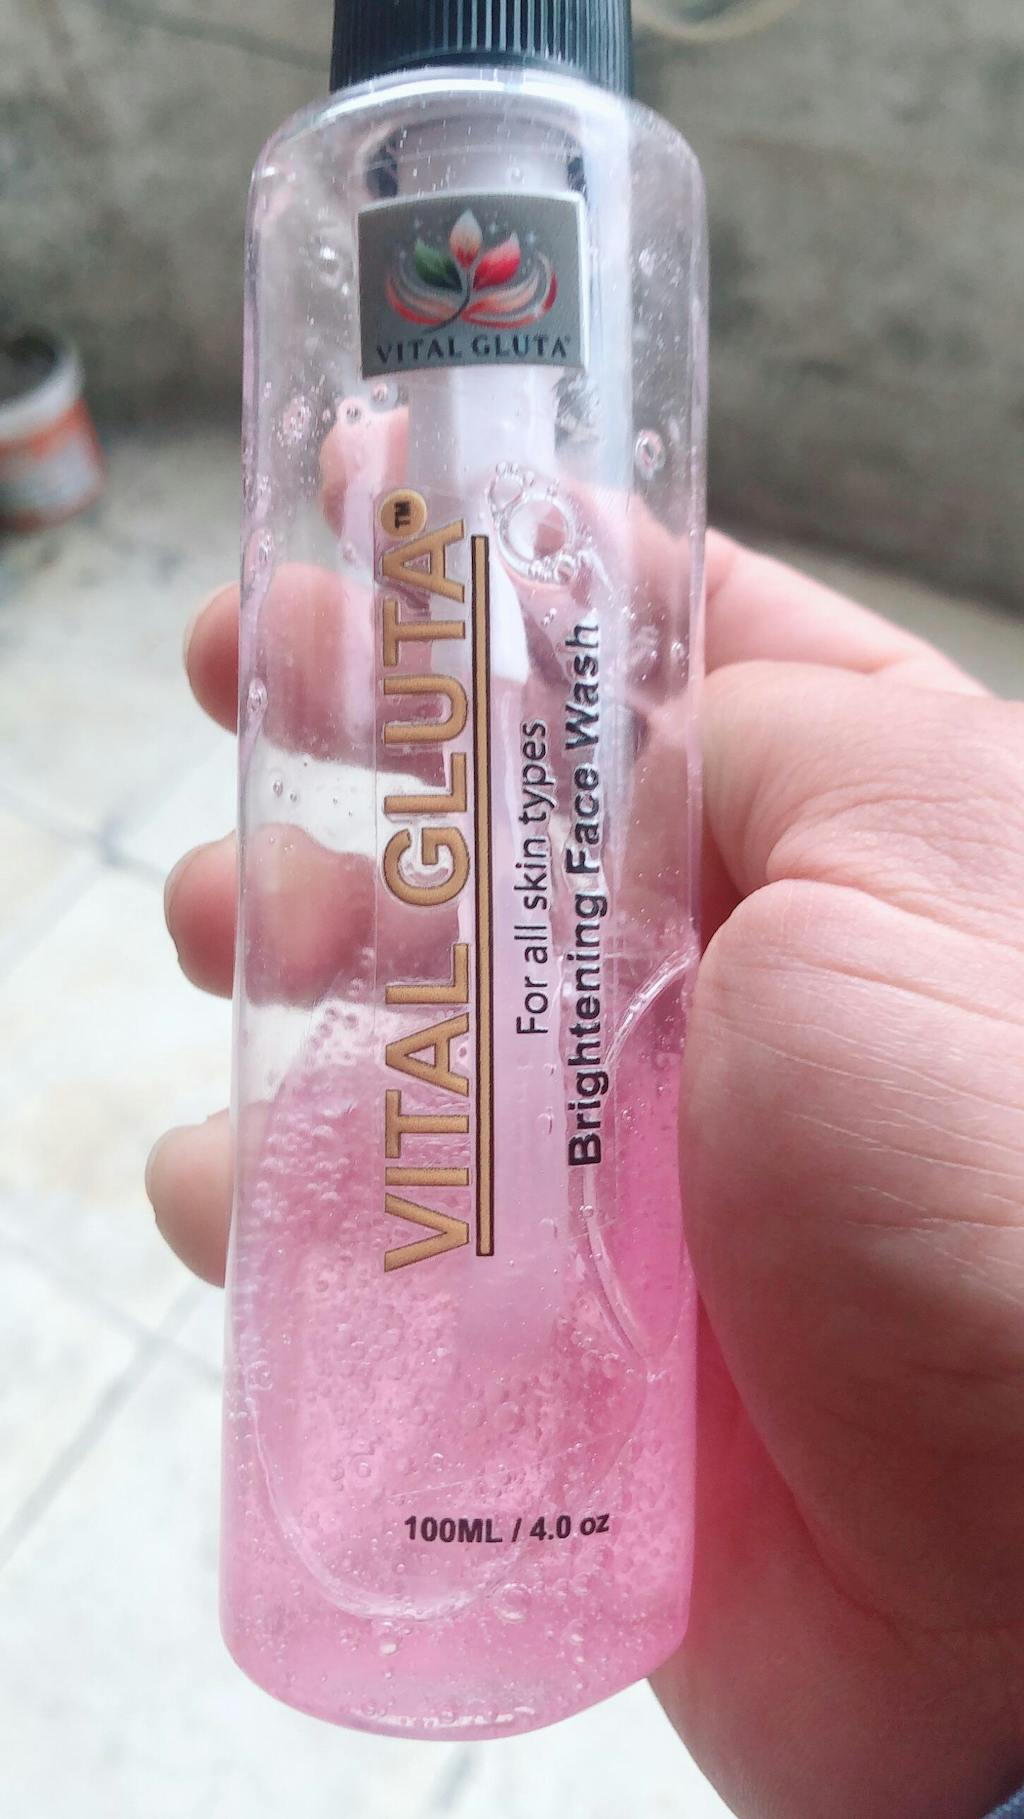 VITAL GLUTA®
VITAL GLUTA™
For all skin types
Brightening Face Wash
100ML / 4.0 oz